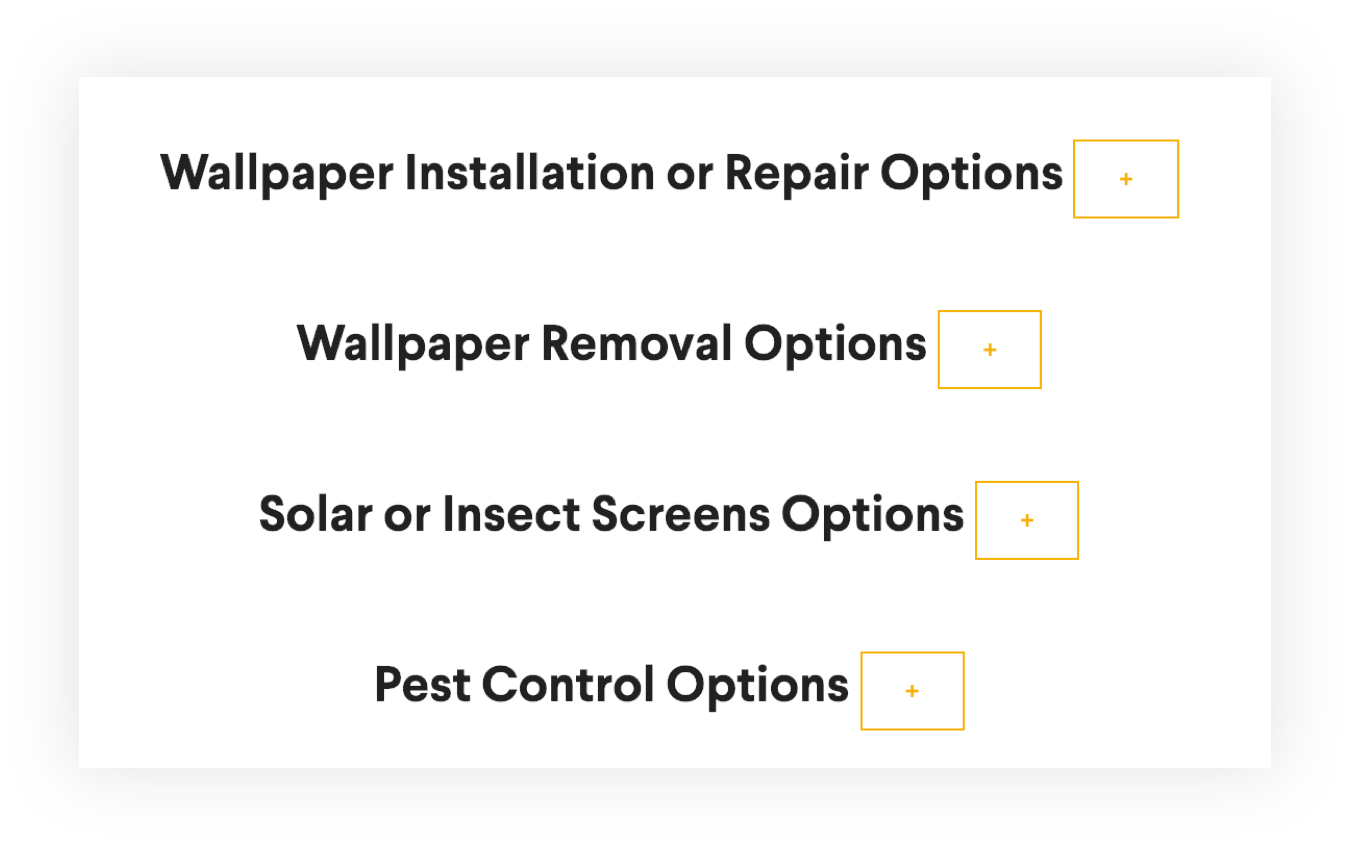 Wallpaper Installation or Repair Options +
Wallpaper Removal Options +
Solar or Insect Screens Options +
Pest Control Options +